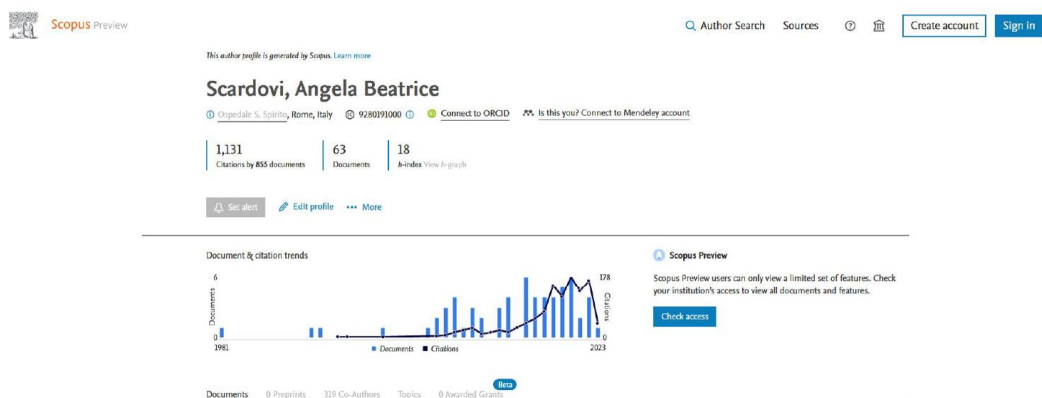 Scopus Preview
Author Search Sources Create account Sign in
This author profile is generated by Scopus. Learn more
Scardovi, Angela Beatrice
Ospedale S. Spirito, Rome, Italy 9280191000 Connect to ORCID Is this you? Connect to Mendeley account
1,131 63 18
Citations by 855 documents Documents h-index View h-graph
Set alert Edit profile More
Document & citation trends
6 178
Documents
Citations
0 0
1981 2023
Documents Citations
Scopus Preview
Scopus Preview users can only view a limited set of features. Check
your institution's access to view all documents and features.
Check access
Beta
Documents 0 Preprints 319 Co-Authors Topics 0 Awarded Grants